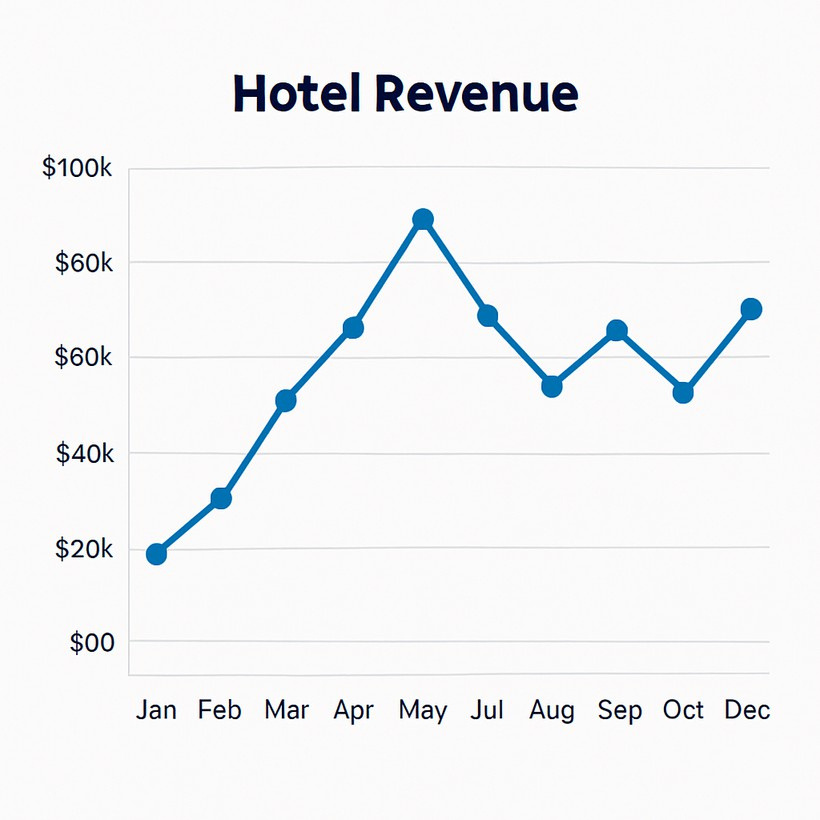 Hotel Revenue
$100k
$60k
$60k
$40k
$20k
$00
Jan Feb Mar Apr May Jul Aug Sep Oct Dec